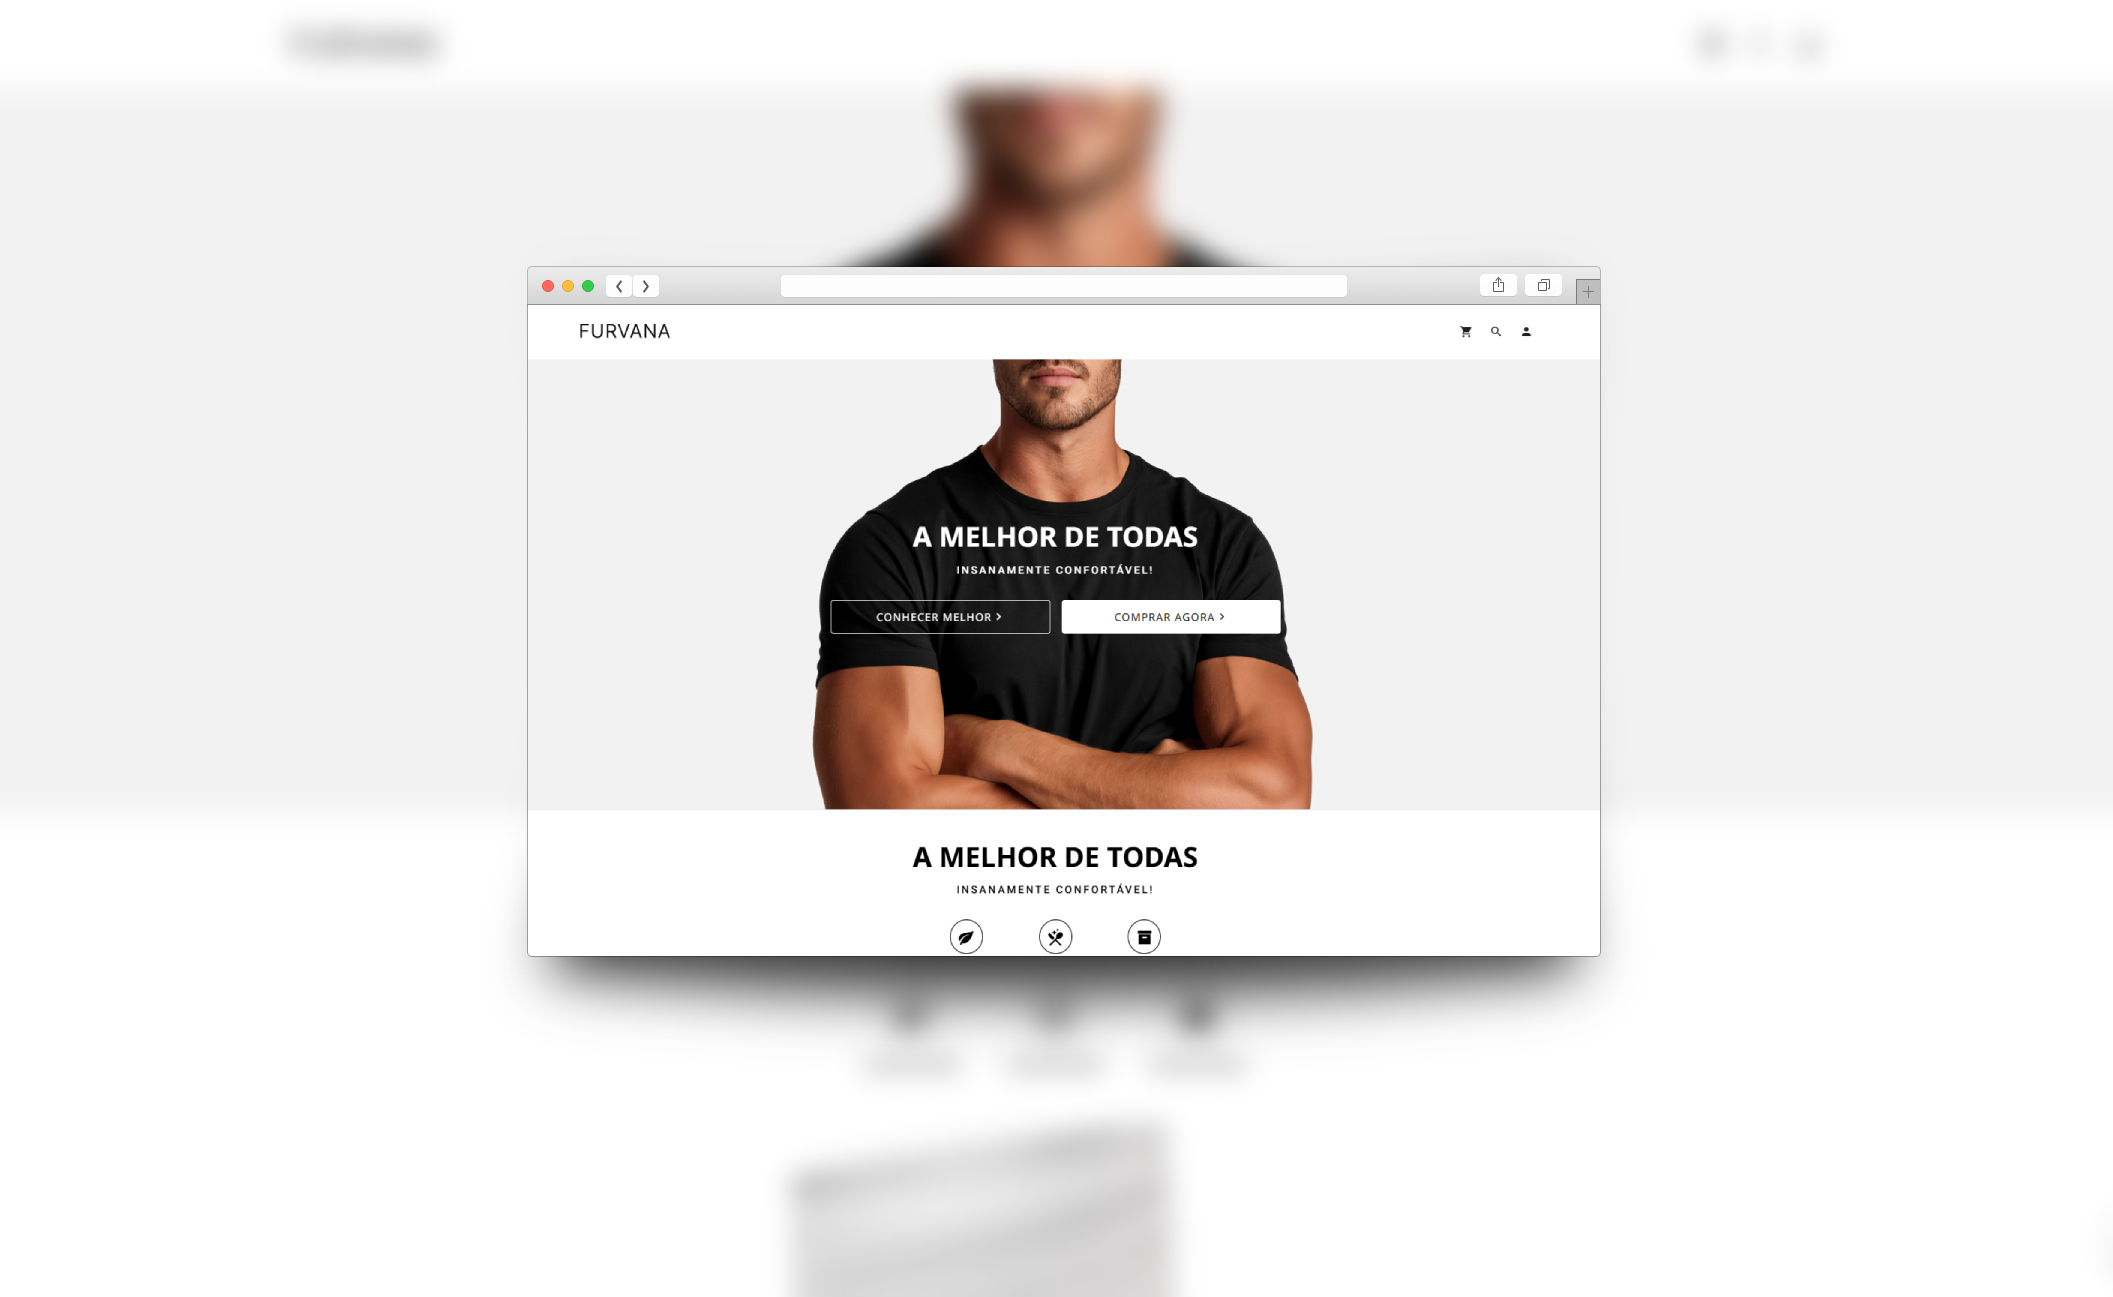 FURVANA
A MELHOR DE TODAS
INSANAMENTE CONFORTÁVEL!
CONHECER MELHOR >
COMPRAR AGORA >
A MELHOR DE TODAS
INSANAMENTE CONFORTÁVEL!